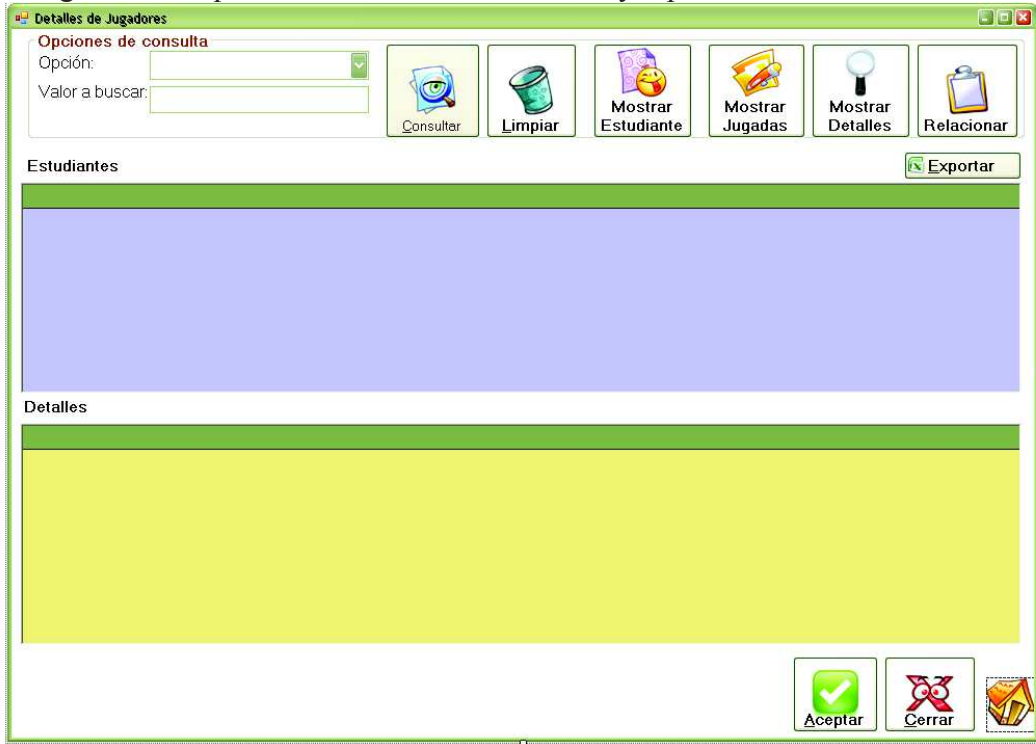 Detalles de Jugadores
Opciones de consulta
Opción:
Valor a buscar:
Consultar
Limpiar
Mostrar
Estudiante
Mostrar
Jugadas
Mostrar
Detalles
Relacionar
Estudiantes
Exportar
Detalles
Aceptar
Cerrar